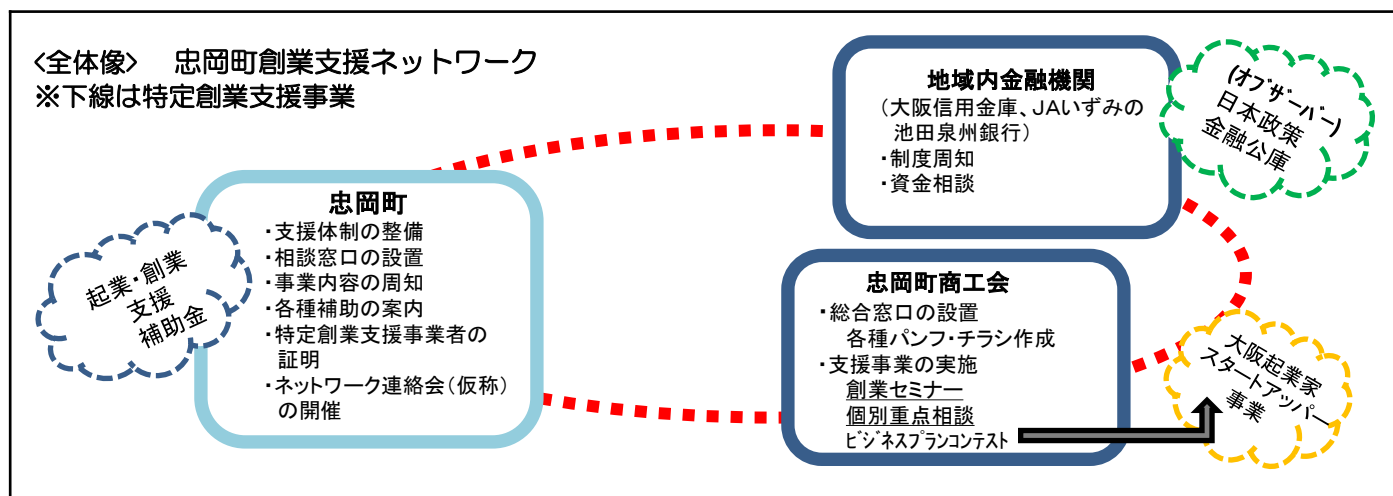 <全体像>　忠岡町創業支援ネットワーク
※下線は特定創業支援事業
地域内金融機関
(大阪信用金庫、JAいずみの
池田泉州銀行)
・制度周知
・資金相談
(ｵﾌﾞｻﾞｰﾊﾞｰ)
日本政策
金融公庫
忠岡町
・支援体制の整備
・相談窓口の設置
・事業内容の周知
・各種補助の案内
・特定創業支援事業者の
証明
・ネットワーク連絡会(仮称)
の開催
起業・創業
支援
補助金
忠岡町商工会
・総合窓口の設置
各種パンフ・チラシ作成
・支援事業の実施
創業セミナー
個別重点相談
ﾋﾞｼﾞﾈｽﾌﾟﾗﾝｺﾝﾃｽﾄ
大阪起業家
スタートアッパー
事業